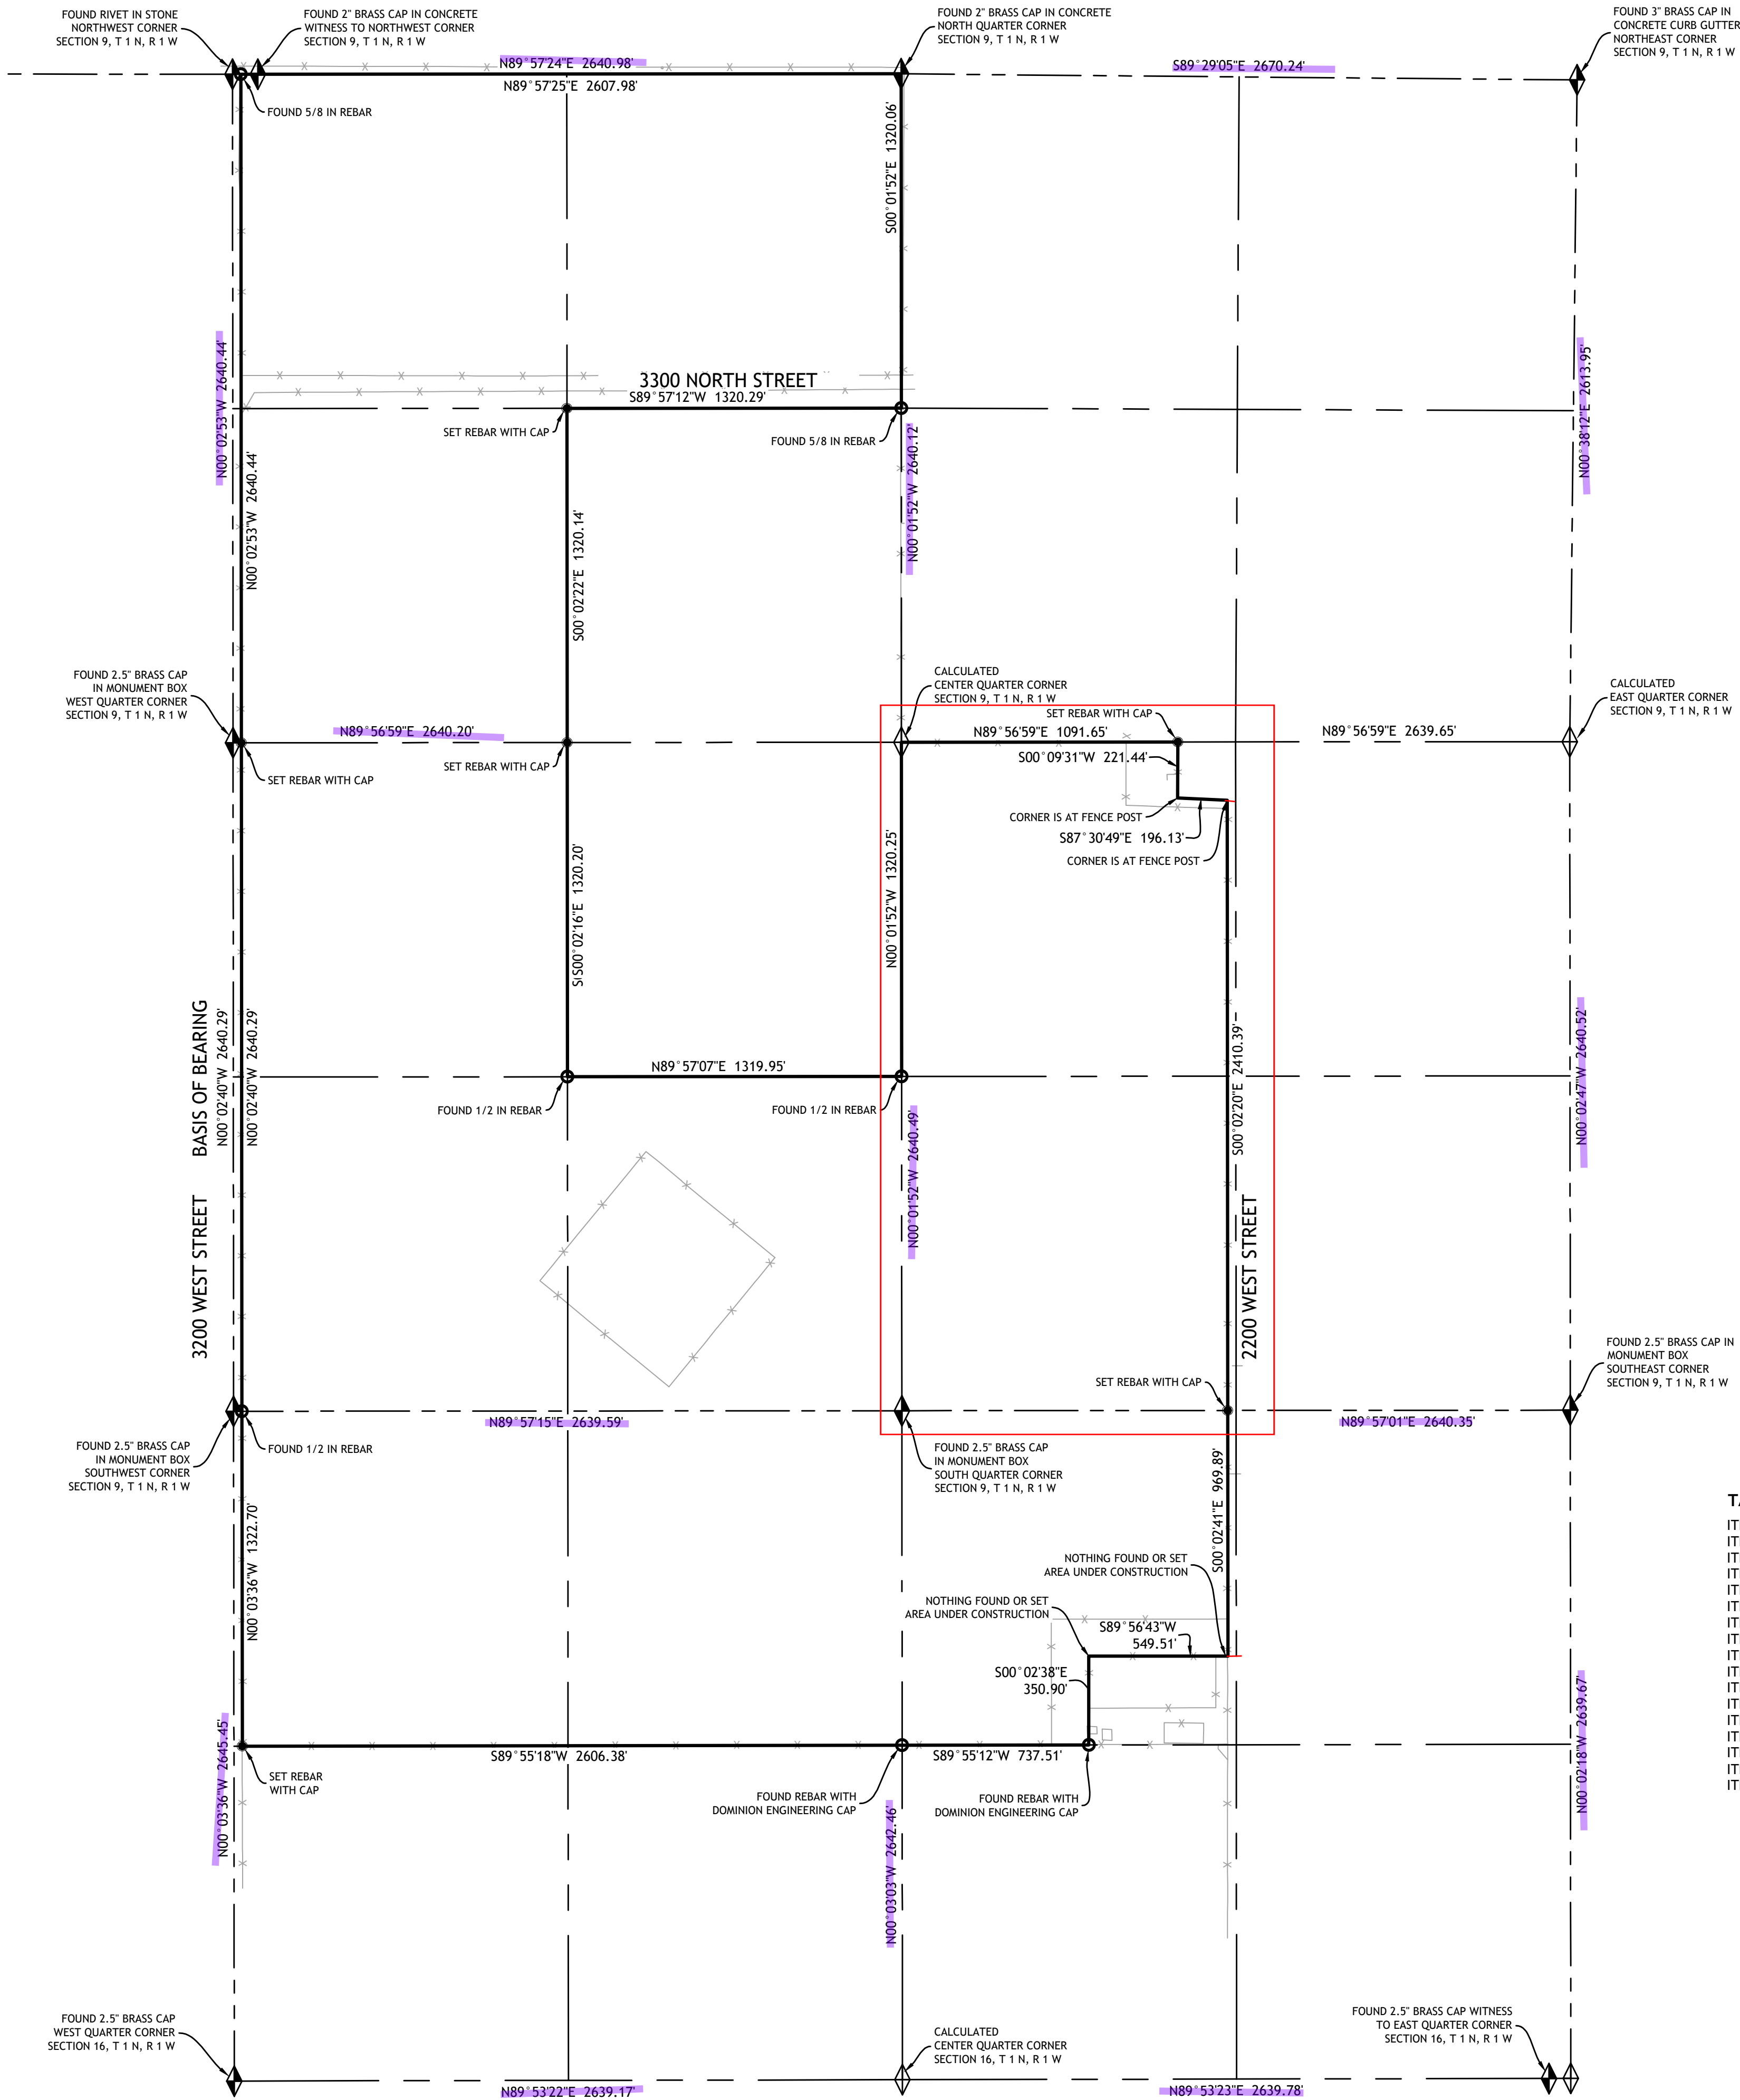 FOUND RIVET IN STONE
NORTHWEST CORNER
SECTION 9, T 1 N, R 1 W
FOUND 2" BRASS CAP IN CONCRETE
WITNESS TO NORTHWEST CORNER
SECTION 9, T 1 N, R 1 W
FOUND 2" BRASS CAP IN CONCRETE
NORTH QUARTER CORNER
SECTION 9, T 1 N, R 1 W
FOUND 3" BRASS CAP IN
CONCRETE CURB GUTTER
NORTHEAST CORNER
SECTION 9, T 1 N, R 1 W
N89°57'24"E 2640.98'
S89°29'05"E 2670.24'
N89°57'25"E 2607.98'
FOUND 5/8 IN REBAR
S00°01'52"E 1320.06'
N00°02'53"W 2640.44'
N00°38'12"E 2613.95'
3300 NORTH STREET
S89°57'12"W 1320.29'
SET REBAR WITH CAP
FOUND 5/8 IN REBAR
N00°02'53"W 2640.44'
N00°01'52"W 2640.12'
S00°02'22"E 1320.14'
FOUND 2.5" BRASS CAP
IN MONUMENT BOX
WEST QUARTER CORNER
SECTION 9, T 1 N, R 1 W
CALCULATED
CENTER QUARTER CORNER
SECTION 9, T 1 N, R 1 W
CALCULATED
EAST QUARTER CORNER
SECTION 9, T 1 N, R 1 W
SET REBAR WITH CAP
N89°56'59"E 2640.20'
N89°56'59"E 1091.65'
N89°56'59"E 2639.65'
S00°09'31"W 221.44'
SET REBAR WITH CAP
SET REBAR WITH CAP
CORNER IS AT FENCE POST
S87°30'49"E 196.13'
CORNER IS AT FENCE POST
N00°01'52"W 1320.25'
S00°02'16"E 1320.20'
BASIS OF BEARING
N00°02'40"W 2640.29'
N00°02'40"W 2640.29'
S00°02'20"E 2410.39'
N00°02'47"W 2640.52'
N89°57'07"E 1319.95'
FOUND 1/2 IN REBAR
FOUND 1/2 IN REBAR
N00°01'52"W 2640.49'
3200 WEST STREET
2200 WEST STREET
FOUND 2.5" BRASS CAP IN
MONUMENT BOX
SOUTHEAST CORNER
SECTION 9, T 1 N, R 1 W
SET REBAR WITH CAP
N89°57'15"E 2639.59'
N89°57'01"E 2640.35'
FOUND 2.5" BRASS CAP
IN MONUMENT BOX
SOUTHWEST CORNER
SECTION 9, T 1 N, R 1 W
FOUND 1/2 IN REBAR
FOUND 2.5" BRASS CAP
IN MONUMENT BOX
SOUTH QUARTER CORNER
SECTION 9, T 1 N, R 1 W
S00°02'41"E 969.89'
N00°03'36"W 1322.70'
NOTHING FOUND OR SET
AREA UNDER CONSTRUCTION
NOTHING FOUND OR SET
AREA UNDER CONSTRUCTION
S89°56'43"W
549.51'
S00°02'38"E
350.90'
N00°03'36"W 2645.45'
N00°02'18"W 2639.67'
S89°55'18"W 2606.38'
S89°55'12"W 737.51'
SET REBAR
WITH CAP
FOUND REBAR WITH
DOMINION ENGINEERING CAP
FOUND REBAR WITH
DOMINION ENGINEERING CAP
N00°03'03"W 2642.46'
FOUND 2.5" BRASS CAP
WEST QUARTER CORNER
SECTION 16, T 1 N, R 1 W
CALCULATED
CENTER QUARTER CORNER
SECTION 16, T 1 N, R 1 W
FOUND 2.5" BRASS CAP WITNESS
TO EAST QUARTER CORNER
SECTION 16, T 1 N, R 1 W
N89°53'22"E 2639.17'
N89°53'23"E 2639.78'